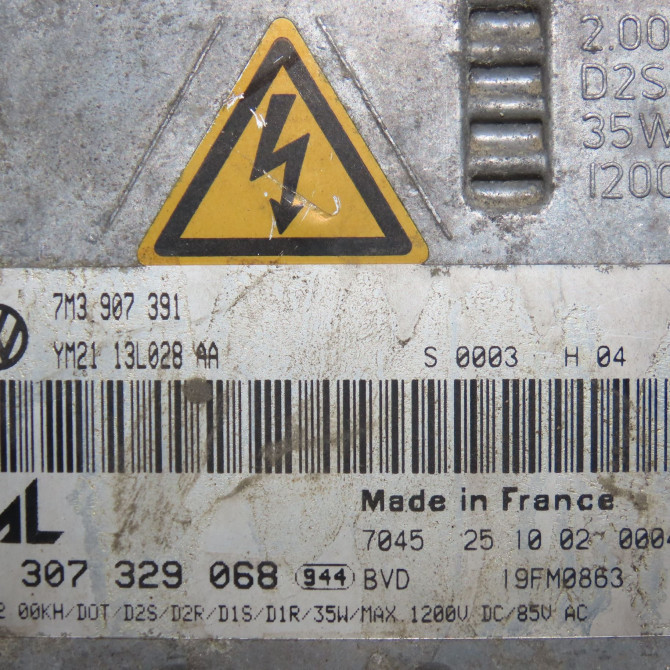 2.00
D2S
35W
1200
7M3 907 391
YM21 13L028 AA
S 0003 H 04
AL
Made in France
7045 25 10 02 0004
307 329 068 944 BVD 19FM0863
2 00KH/DOT/D2S/D2R/D1S/D1R/35W/MAX 1200V DC/85V AC